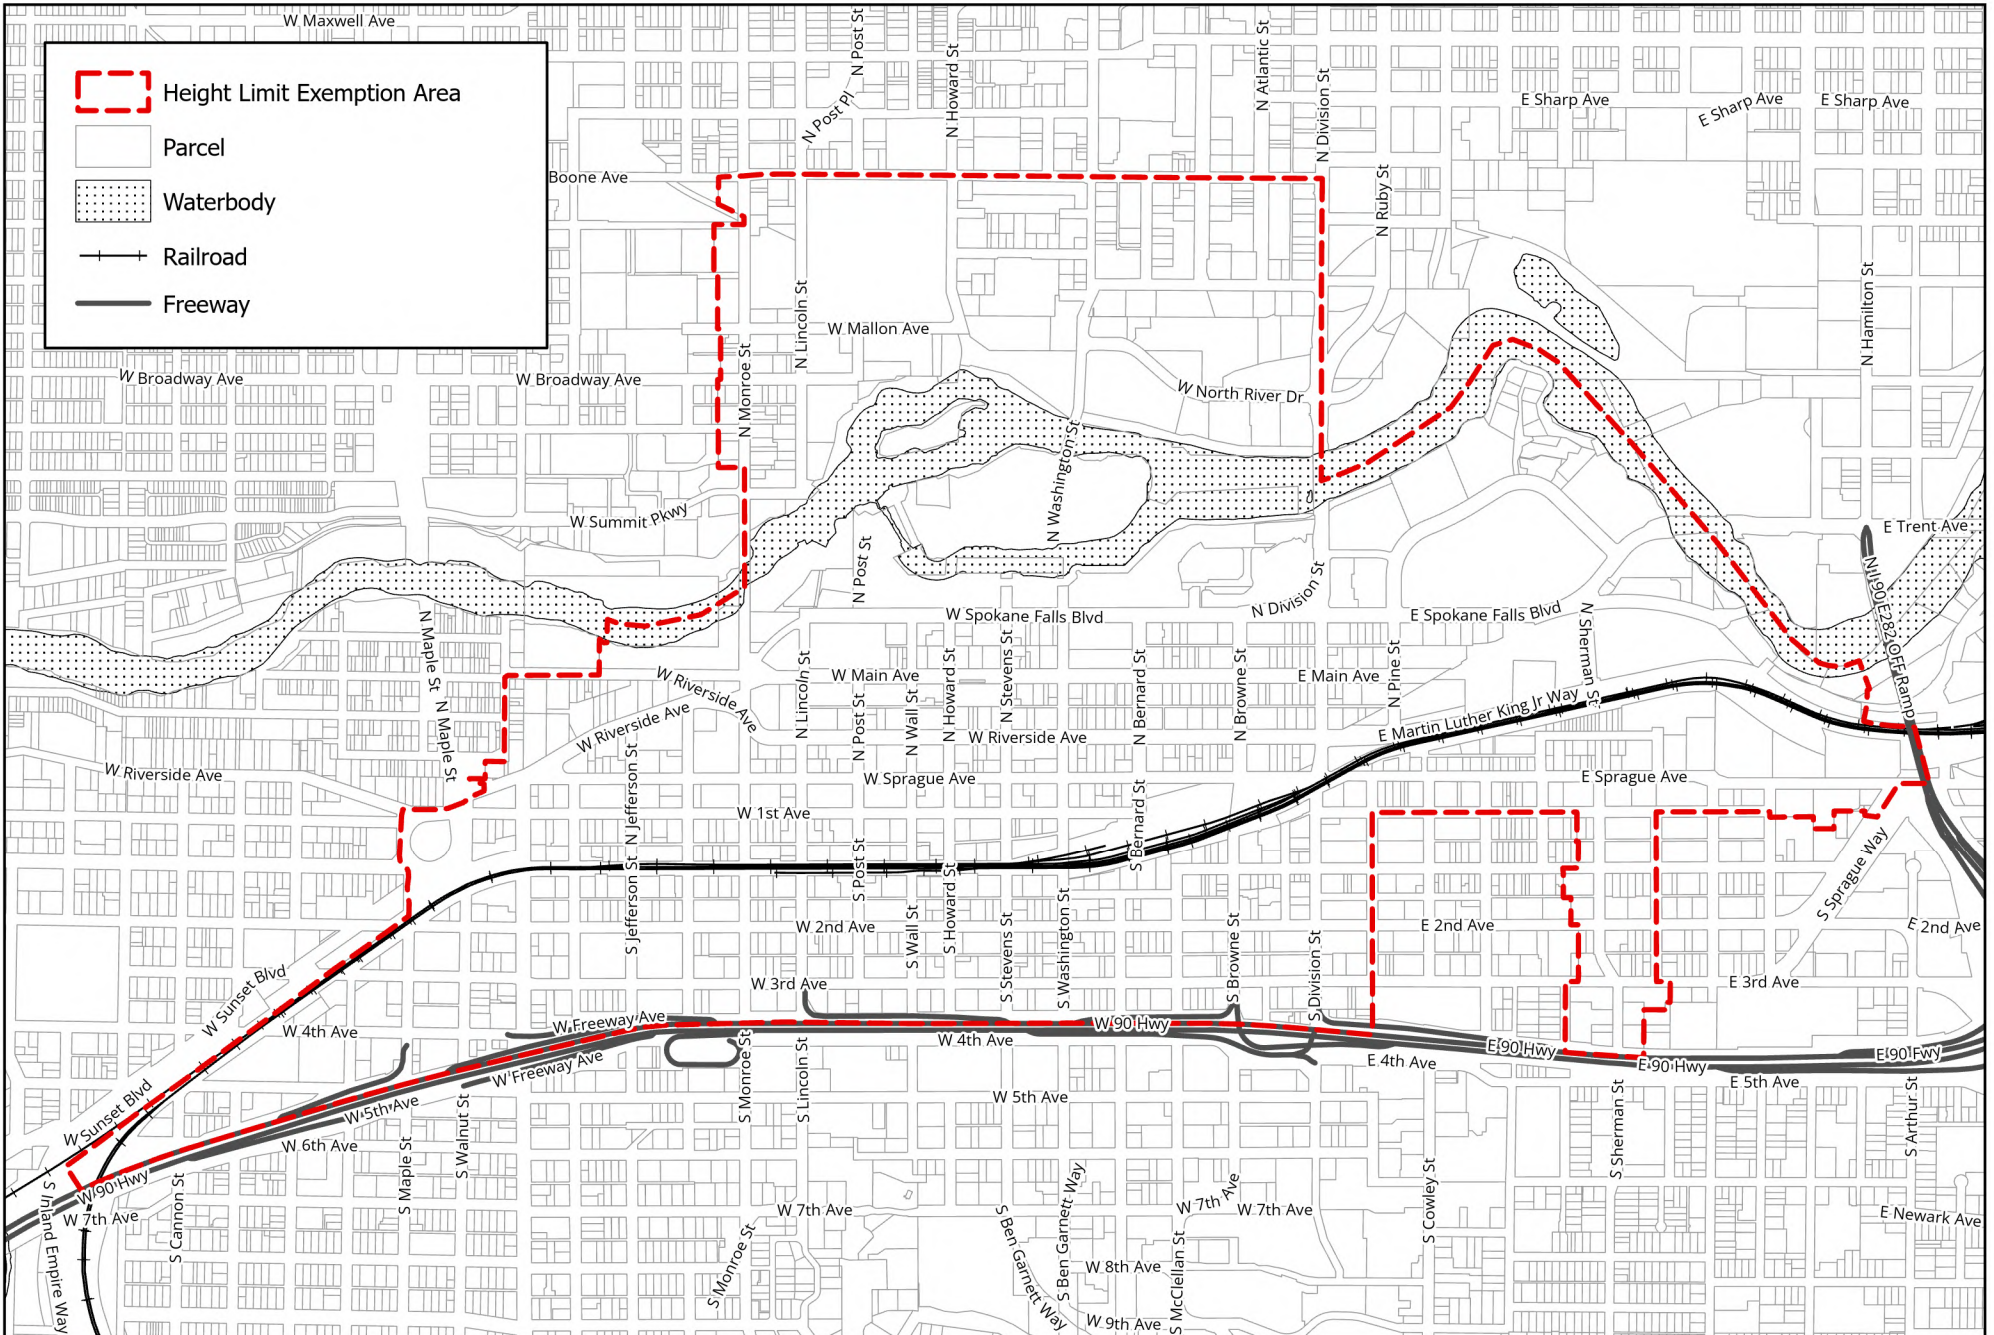 W Maxwell Ave
N Post St
N Howard St
N Atlantic St
N Division St
N Post Pl
E Sharp Ave
E Sharp Ave
E Sharp Ave
Height Limit Exemption Area
Parcel
Waterbody
Railroad
Freeway
Boone Ave
N Ruby St
N Lincoln St
N Hamilton St
W Mallon Ave
N Monroe St
W Broadway Ave
W Broadway Ave
W North River Dr
N Washington St
W Summit Pkwy
E Trent Ave
N Post St
N Division St
N I 90 E282 OFF Ramp
W Spokane Falls Blvd
E Spokane Falls Blvd
N Sherman St
N Maple St
N Maple St
W Riverside Ave
W Riverside Ave
N Lincoln St
W Main Ave
N Post St
N Wall St
N Howard St
N Stevens St
N Bernard St
N Browne St
E Main Ave
N Pine St
E Martin Luther King Jr Way
W Riverside Ave
W Riverside Ave
N Jefferson St
W Sprague Ave
E Sprague Ave
W 1st Ave
S Bernard St
S Post St
S Jefferson St
S Howard St
S Wall St
S Sprague Way
W 2nd Ave
E 2nd Ave
E 2nd Ave
S Stevens St
S Washington St
S Browne St
S Division St
W Sunset Blvd
W 3rd Ave
E 3rd Ave
W 4th Ave
W Freeway Ave
W 90 Hwy
W 4th Ave
W Freeway Ave
E 90 Hwy
E 4th Ave
E 90 Hwy
E 90 Fwy
E 5th Ave
S Monroe St
S Lincoln St
W 5th Ave
W 5th Ave
W Sunset Blvd
W 6th Ave
S Walnut St
S Maple St
S Sherman St
S Arthur St
W 90 Hwy
W 7th Ave
S Cannon St
S Inland Empire Way
W 7th Ave
W 7th Ave
W 7th Ave
S Cowley St
E Newark Ave
S Monroe St
S Ben Garnett Way
S Ben Garnett Way
S McClellan St
W 8th Ave
W 9th Ave